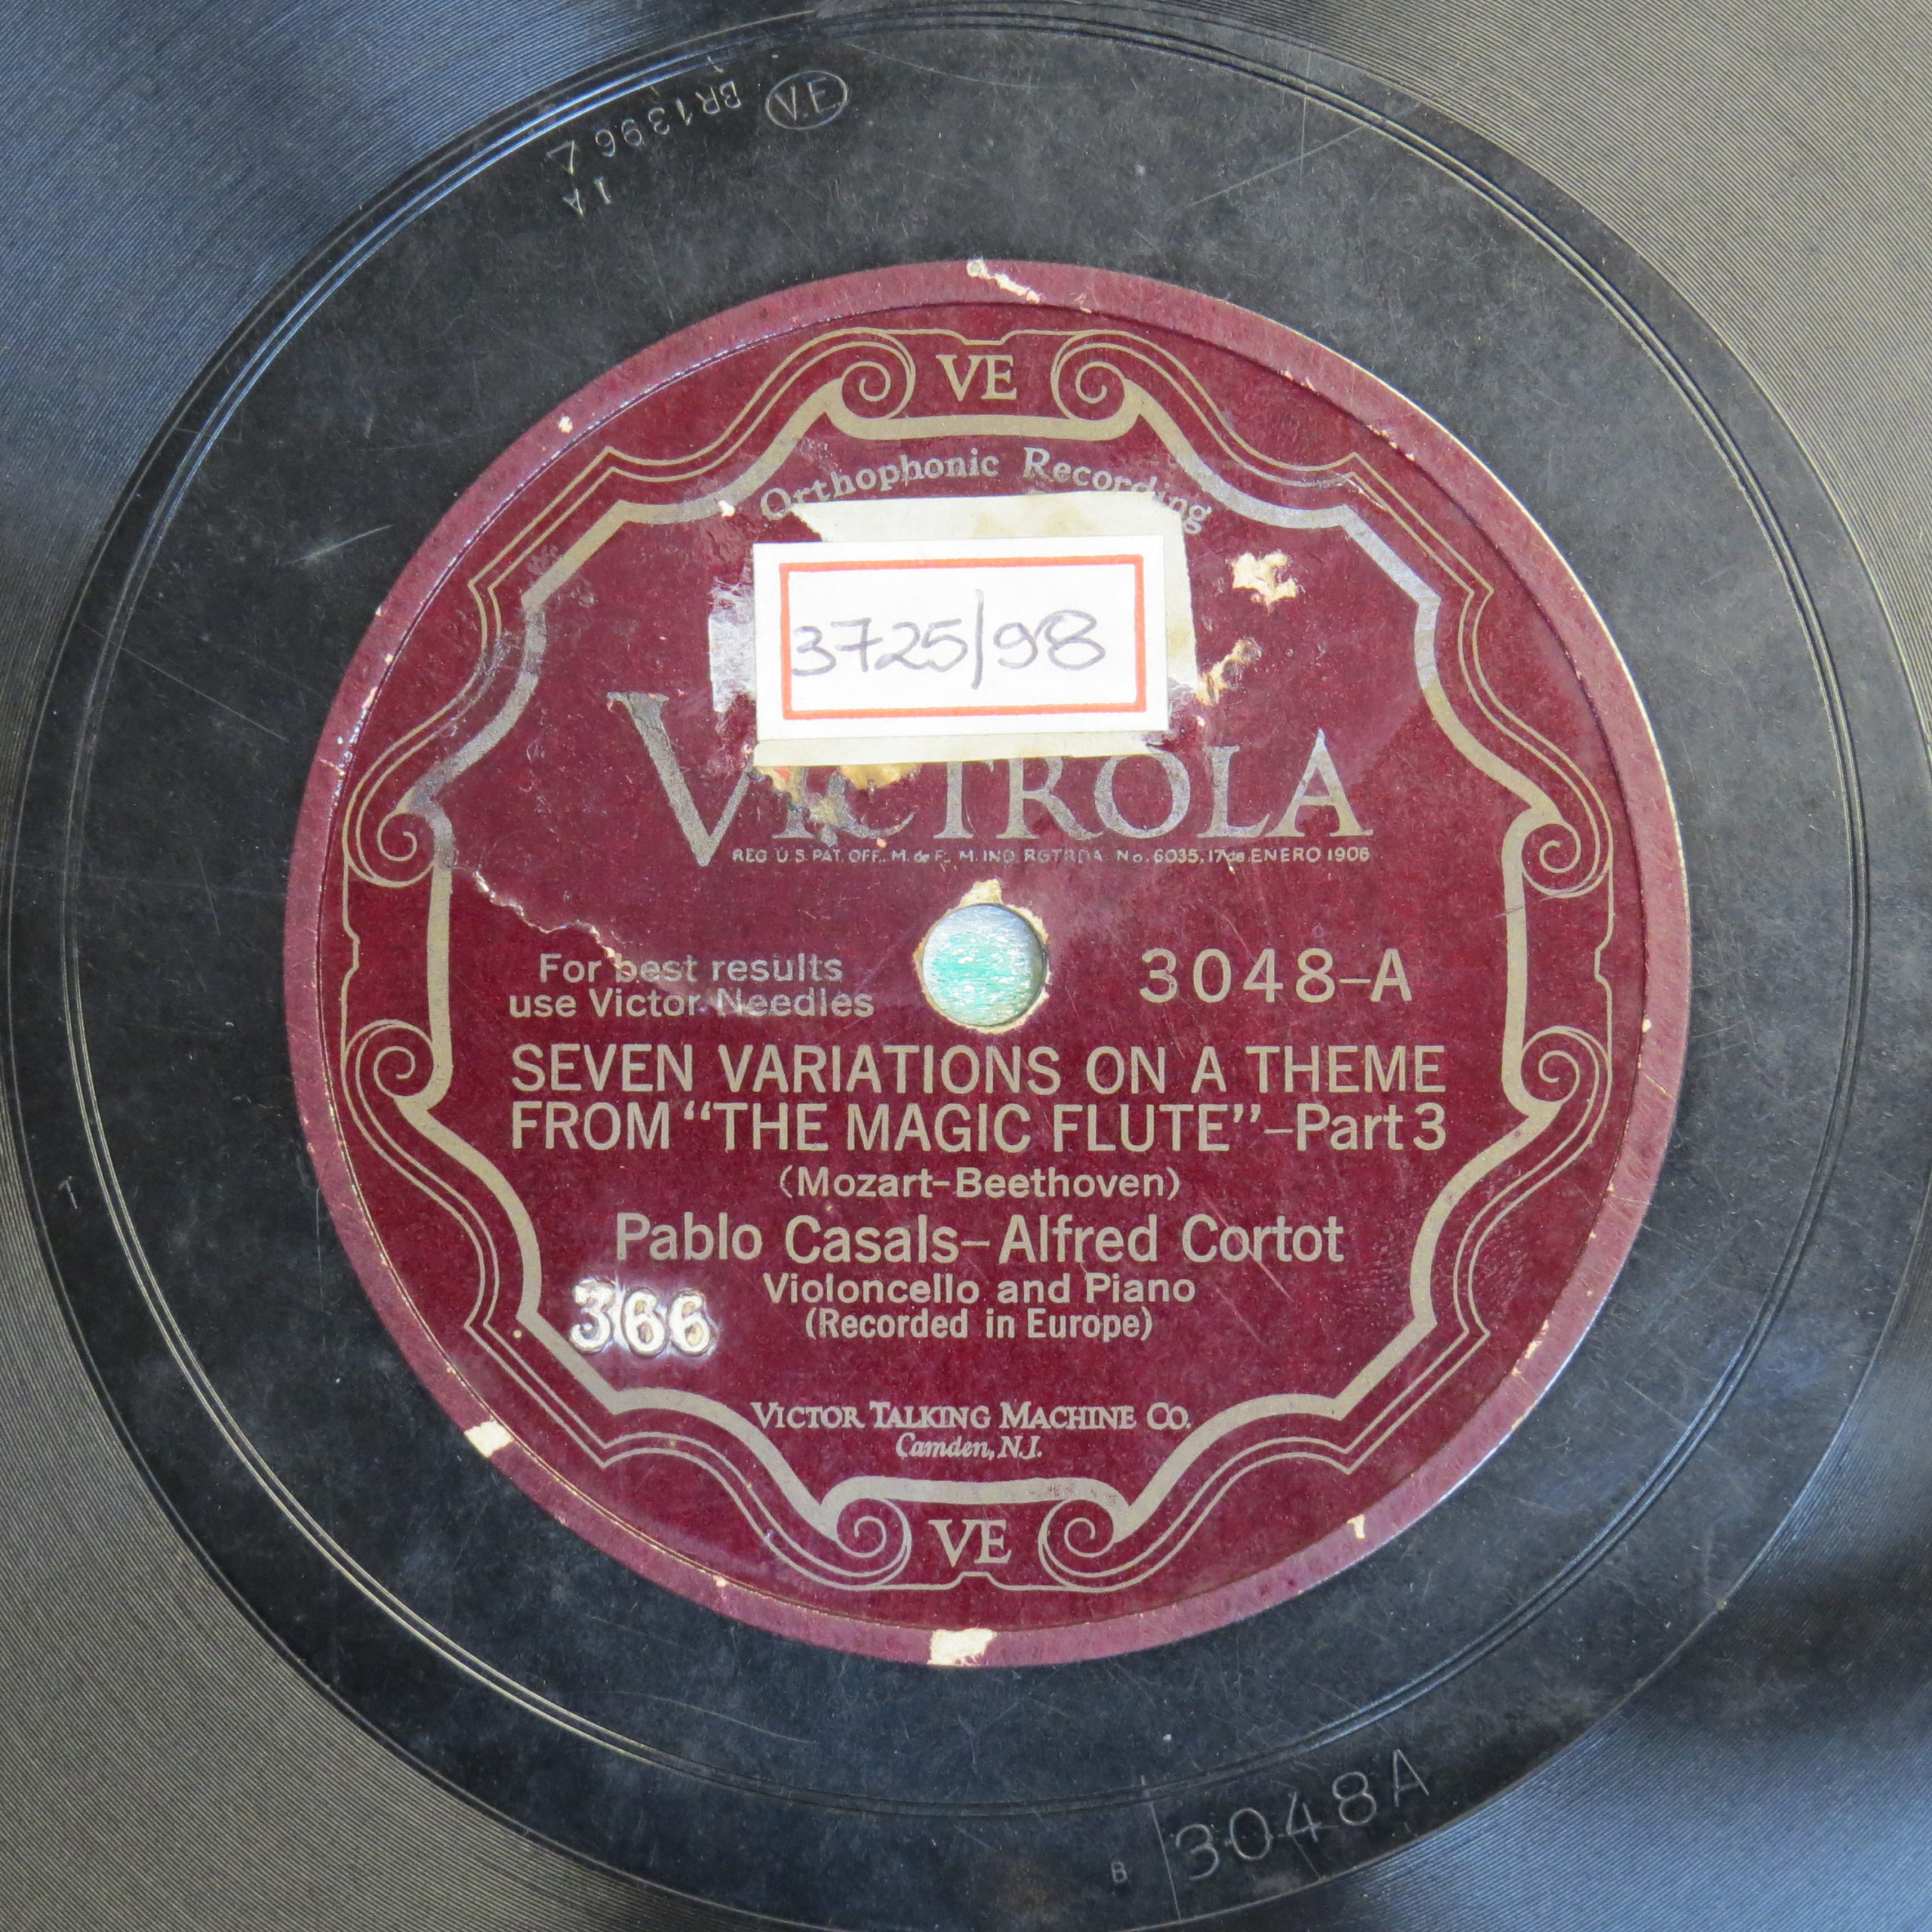 V.E
BR1396
1A
VE
Orthophonic Recording
3725/98
VICTROLA
REG. U.S. PAT. OFF. M. de F. M. IND. RGTRDA No. 6035, 17 de ENERO 1906
For best results
use Victor Needles
3048-A
SEVEN VARIATIONS ON A THEME
FROM "THE MAGIC FLUTE"-Part 3
(Mozart-Beethoven)
Pablo Casals-Alfred Cortot
Violoncello and Piano
(Recorded in Europe)
366
VICTOR TALKING MACHINE CO.
Camden, N.J.
VE
B
3048A